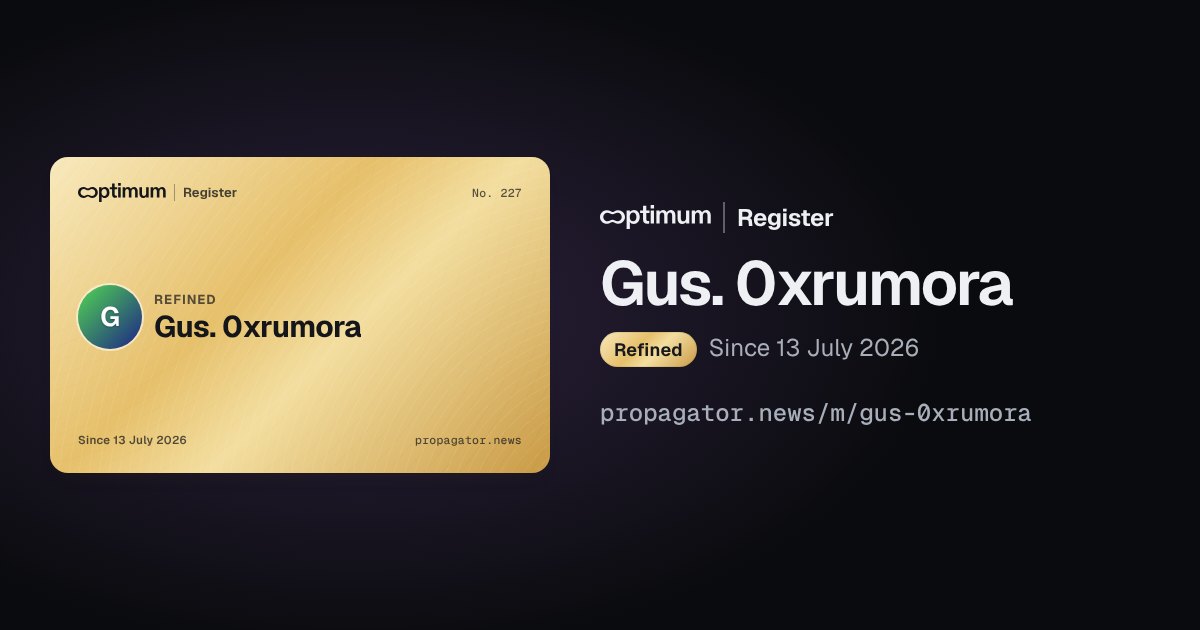 optimum | Register
No. 227
G
REFINED
Gus. 0xrumora
Since 13 July 2026
propagator.news
optimum | Register
Gus. 0xrumora
Refined
Since 13 July 2026
propagator.news/m/gus-0xrumora